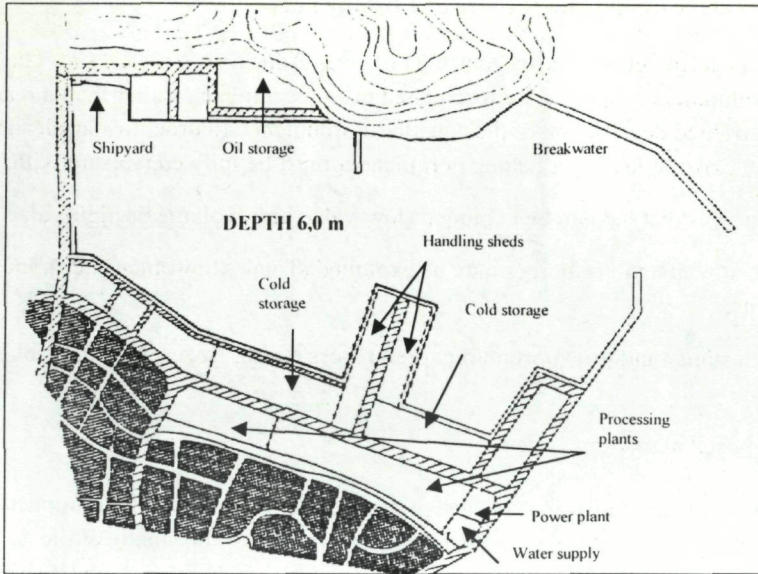 Shipyard
Oil storage
Breakwater
DEPTH 6,0 m
Handling sheds
Cold
storage
Cold storage
Processing
plants
Power plant
Water supply